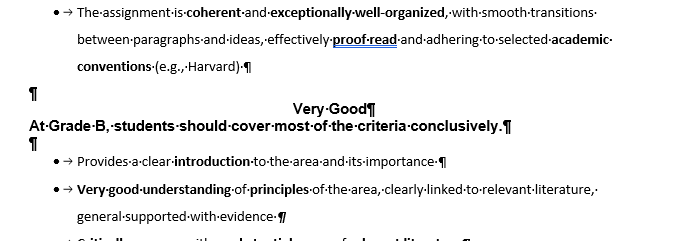 • → The assignment is coherent and exceptionally well-organized, with smooth transitions
between paragraphs and ideas, effectively proof read and adhering to selected academic
conventions (e.g., Harvard) ¶
¶
Very Good¶
At Grade B, students should cover most of the criteria conclusively.¶
¶
• → Provides a clear introduction to the area and its importance ¶
• → Very good understanding of principles of the area, clearly linked to relevant literature,
general supported with evidence ¶